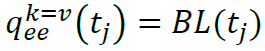 $q_{ee}^{k=v}(t_j) = BL(t_j)$